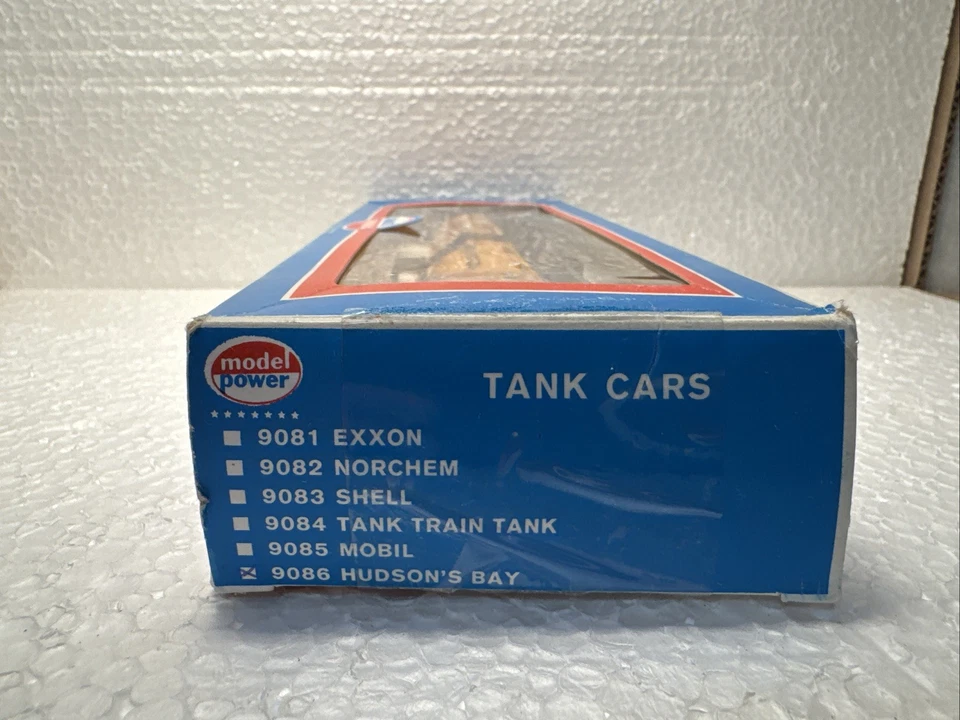 model
power
TANK CARS
9081 EXXON
9082 NORCHEM
9083 SHELL
9084 TANK TRAIN TANK
9085 MOBIL
9086 HUDSON'S BAY